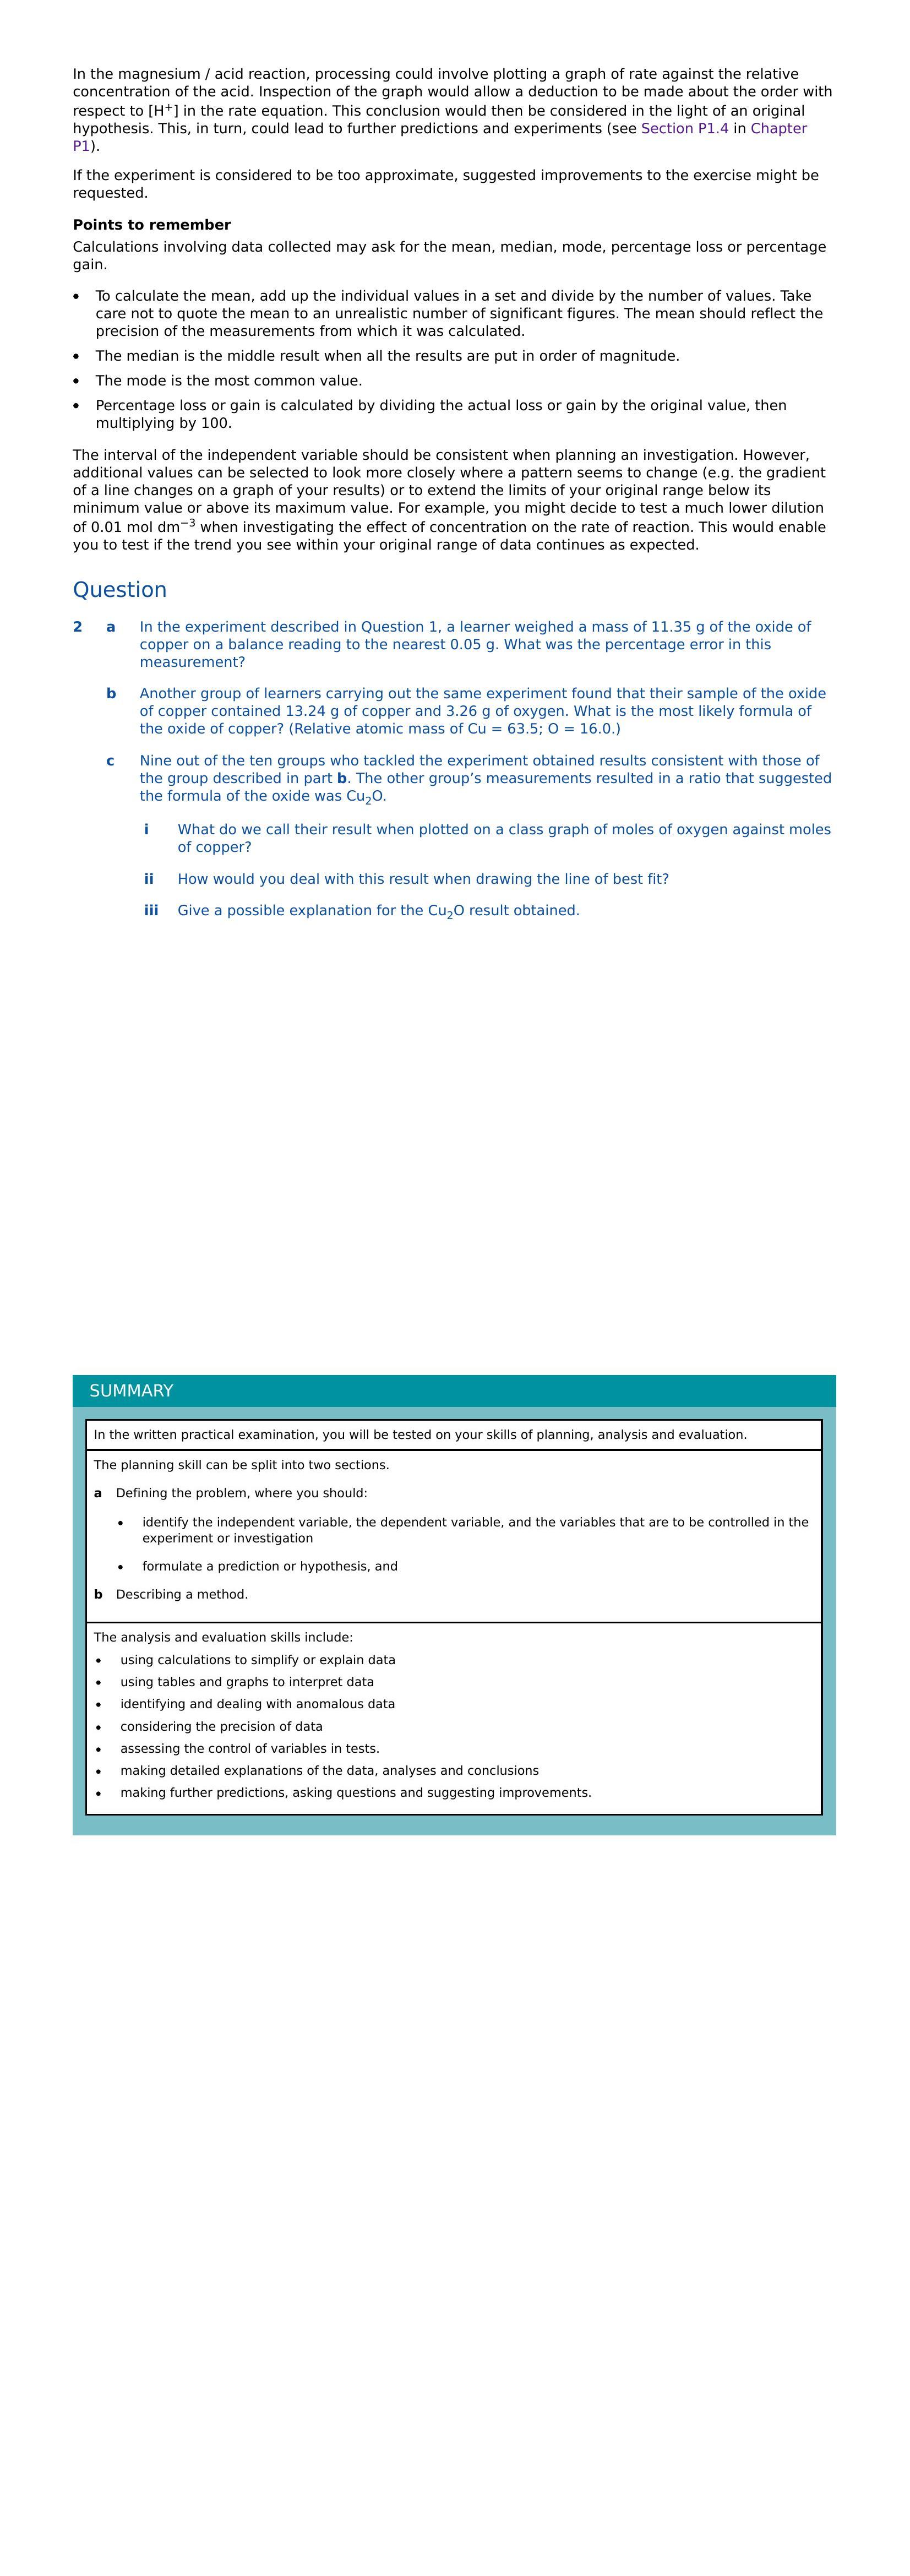 In the magnesium / acid reaction, processing could involve plotting a graph of rate against the relative
concentration of the acid. Inspection of the graph would allow a deduction to be made about the order with
respect to [H⁺] in the rate equation. This conclusion would then be considered in the light of an original
hypothesis. This, in turn, could lead to further predictions and experiments (see Section P1.4 in Chapter
P1).
If the experiment is considered to be too approximate, suggested improvements to the exercise might be
requested.
Points to remember
Calculations involving data collected may ask for the mean, median, mode, percentage loss or percentage
gain.
• To calculate the mean, add up the individual values in a set and divide by the number of values. Take
care not to quote the mean to an unrealistic number of significant figures. The mean should reflect the
precision of the measurements from which it was calculated.
• The median is the middle result when all the results are put in order of magnitude.
• The mode is the most common value.
• Percentage loss or gain is calculated by dividing the actual loss or gain by the original value, then
multiplying by 100.
The interval of the independent variable should be consistent when planning an investigation. However,
additional values can be selected to look more closely where a pattern seems to change (e.g. the gradient
of a line changes on a graph of your results) or to extend the limits of your original range below its
minimum value or above its maximum value. For example, you might decide to test a much lower dilution
of 0.01 mol dm⁻³ when investigating the effect of concentration on the rate of reaction. This would enable
you to test if the trend you see within your original range of data continues as expected.
Question
2 a In the experiment described in Question 1, a learner weighed a mass of 11.35 g of the oxide of
copper on a balance reading to the nearest 0.05 g. What was the percentage error in this
measurement?
b Another group of learners carrying out the same experiment found that their sample of the oxide
of copper contained 13.24 g of copper and 3.26 g of oxygen. What is the most likely formula of
the oxide of copper? (Relative atomic mass of Cu = 63.5; O = 16.0.)
c Nine out of the ten groups who tackled the experiment obtained results consistent with those of
the group described in part b. The other group’s measurements resulted in a ratio that suggested
the formula of the oxide was Cu₂O.
i What do we call their result when plotted on a class graph of moles of oxygen against moles
of copper?
ii How would you deal with this result when drawing the line of best fit?
iii Give a possible explanation for the Cu₂O result obtained.
SUMMARY
In the written practical examination, you will be tested on your skills of planning, analysis and evaluation.
The planning skill can be split into two sections.
a Defining the problem, where you should:
• identify the independent variable, the dependent variable, and the variables that are to be controlled in the
experiment or investigation
• formulate a prediction or hypothesis, and
b Describing a method.
The analysis and evaluation skills include:
• using calculations to simplify or explain data
• using tables and graphs to interpret data
• identifying and dealing with anomalous data
• considering the precision of data
• assessing the control of variables in tests.
• making detailed explanations of the data, analyses and conclusions
• making further predictions, asking questions and suggesting improvements.